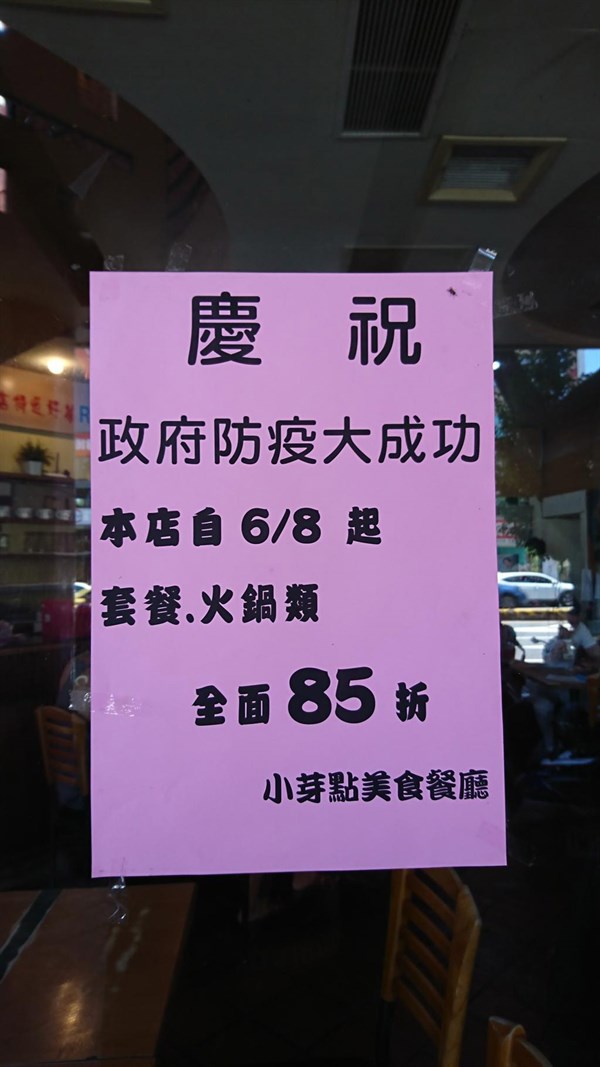 慶 祝
政府防疫大成功
本店自 6/8 起
套餐.火鍋類
全面 85 折
小芽點美食餐廳